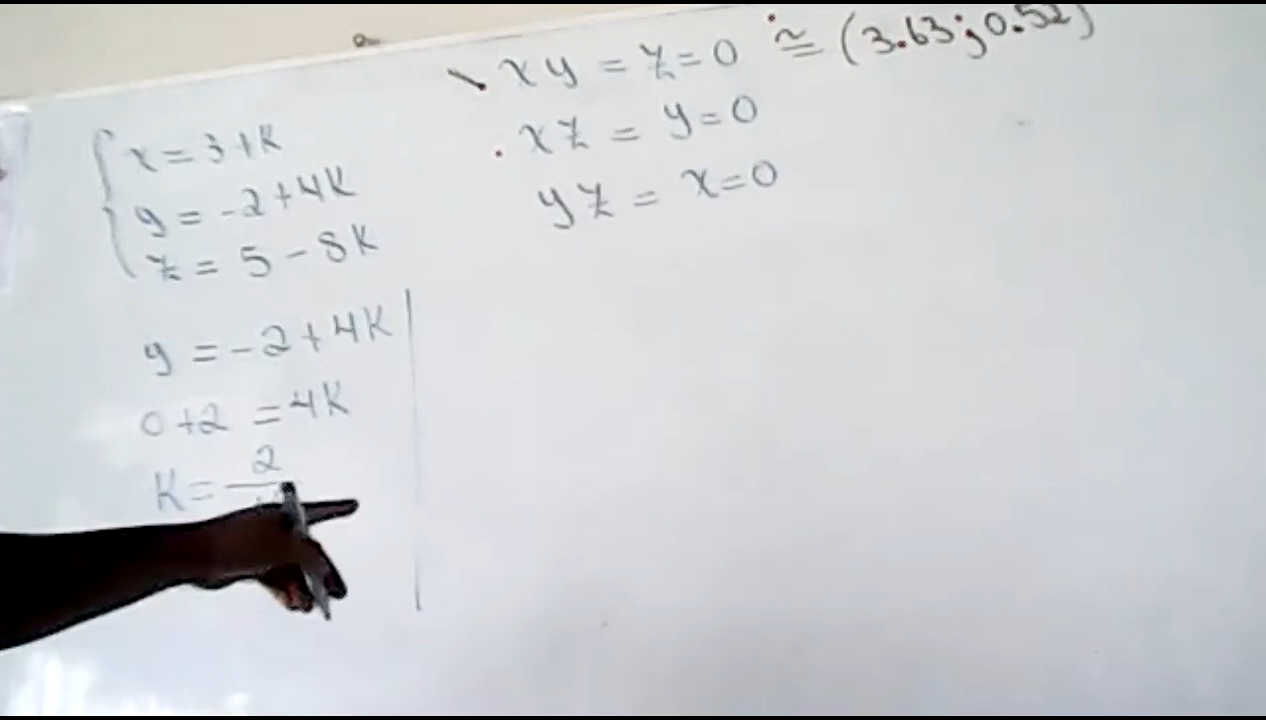 x = 3+K
y = -2+4K
z = 5 - 8K
y = -2+4K
0+2 = 4K
K = 2
xy = z=0 ≅ (3.63; 0.52)
xz = y=0
yz = x=0